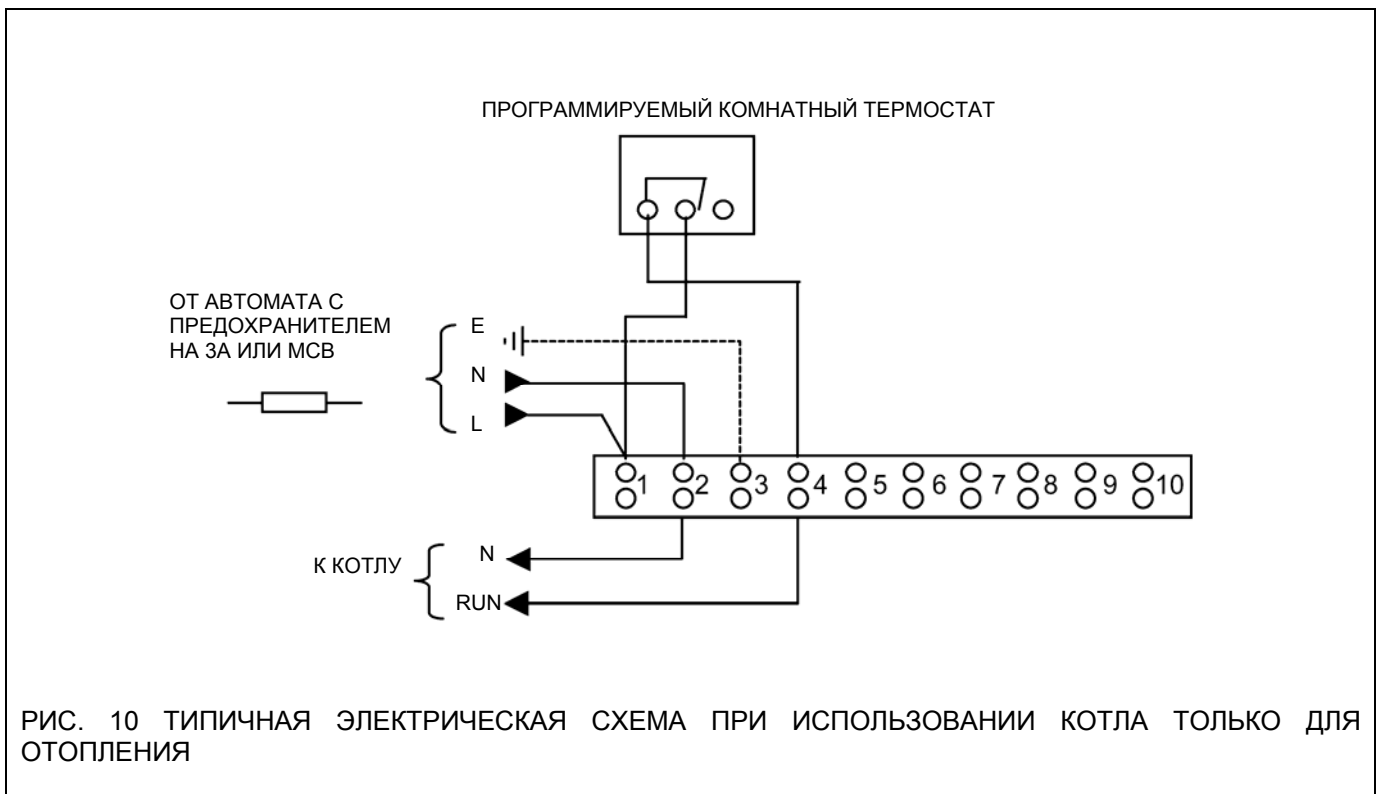 ПРОГРАММИРУЕМЫЙ КОМНАТНЫЙ ТЕРМОСТАТ
ОТ АВТОМАТА С
ПРЕДОХРАНИТЕЛЕМ
НА 3А ИЛИ МСВ
E
N
L
1 2 3 4 5 6 7 8 9 10
К КОТЛУ
N
RUN
РИС. 10 ТИПИЧНАЯ ЭЛЕКТРИЧЕСКАЯ СХЕМА ПРИ ИСПОЛЬЗОВАНИИ КОТЛА ТОЛЬКО ДЛЯ
ОТОПЛЕНИЯ